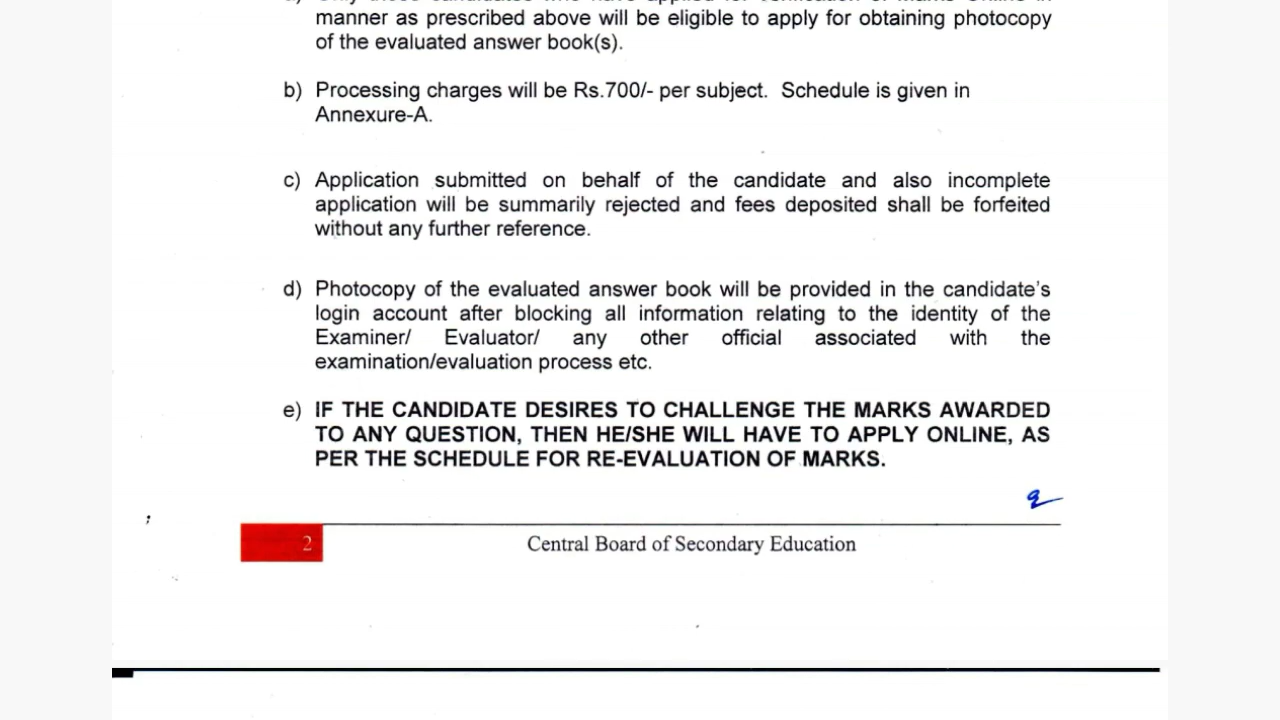 manner as prescribed above will be eligible to apply for obtaining photocopy
of the evaluated answer book(s).
b) Processing charges will be Rs.700/- per subject. Schedule is given in
Annexure-A.
c) Application submitted on behalf of the candidate and also incomplete
application will be summarily rejected and fees deposited shall be forfeited
without any further reference.
d) Photocopy of the evaluated answer book will be provided in the candidate's
login account after blocking all information relating to the identity of the
Examiner/ Evaluator/ any other official associated with the
examination/evaluation process etc.
e) IF THE CANDIDATE DESIRES TO CHALLENGE THE MARKS AWARDED
TO ANY QUESTION, THEN HE/SHE WILL HAVE TO APPLY ONLINE, AS
PER THE SCHEDULE FOR RE-EVALUATION OF MARKS.
2 Central Board of Secondary Education